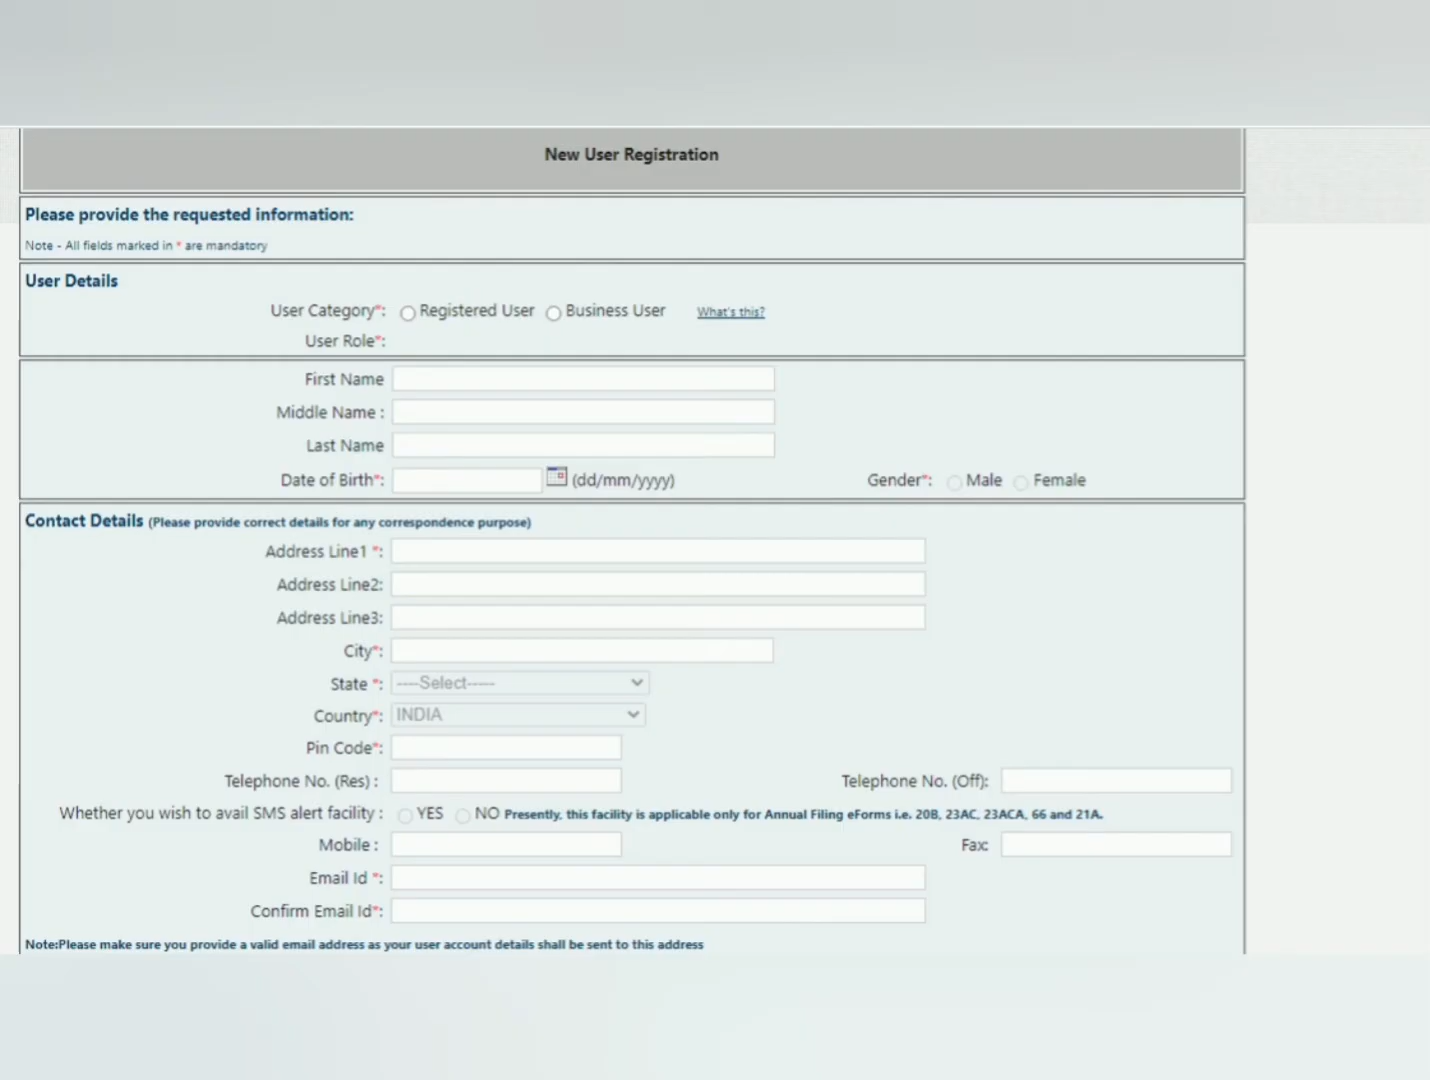 New User Registration
Please provide the requested information:
Note - All fields marked in * are mandatory
User Details
User Category*: Registered User Business User What's this?
User Role*:
First Name
Middle Name :
Last Name
Date of Birth*: (dd/mm/yyyy) Gender*: Male Female
Contact Details (Please provide correct details for any correspondence purpose)
Address Line1 *:
Address Line2:
Address Line3:
City*:
State *: ----Select-----
Country*: INDIA
Pin Code*:
Telephone No. (Res) : Telephone No. (Off):
Whether you wish to avail SMS alert facility : YES NO Presently, this facility is applicable only for Annual Filing eForms i.e. 20B, 23AC, 23ACA, 66 and 21A.
Mobile : Fax:
Email Id *:
Confirm Email Id*:
Note:Please make sure you provide a valid email address as your user account details shall be sent to this address